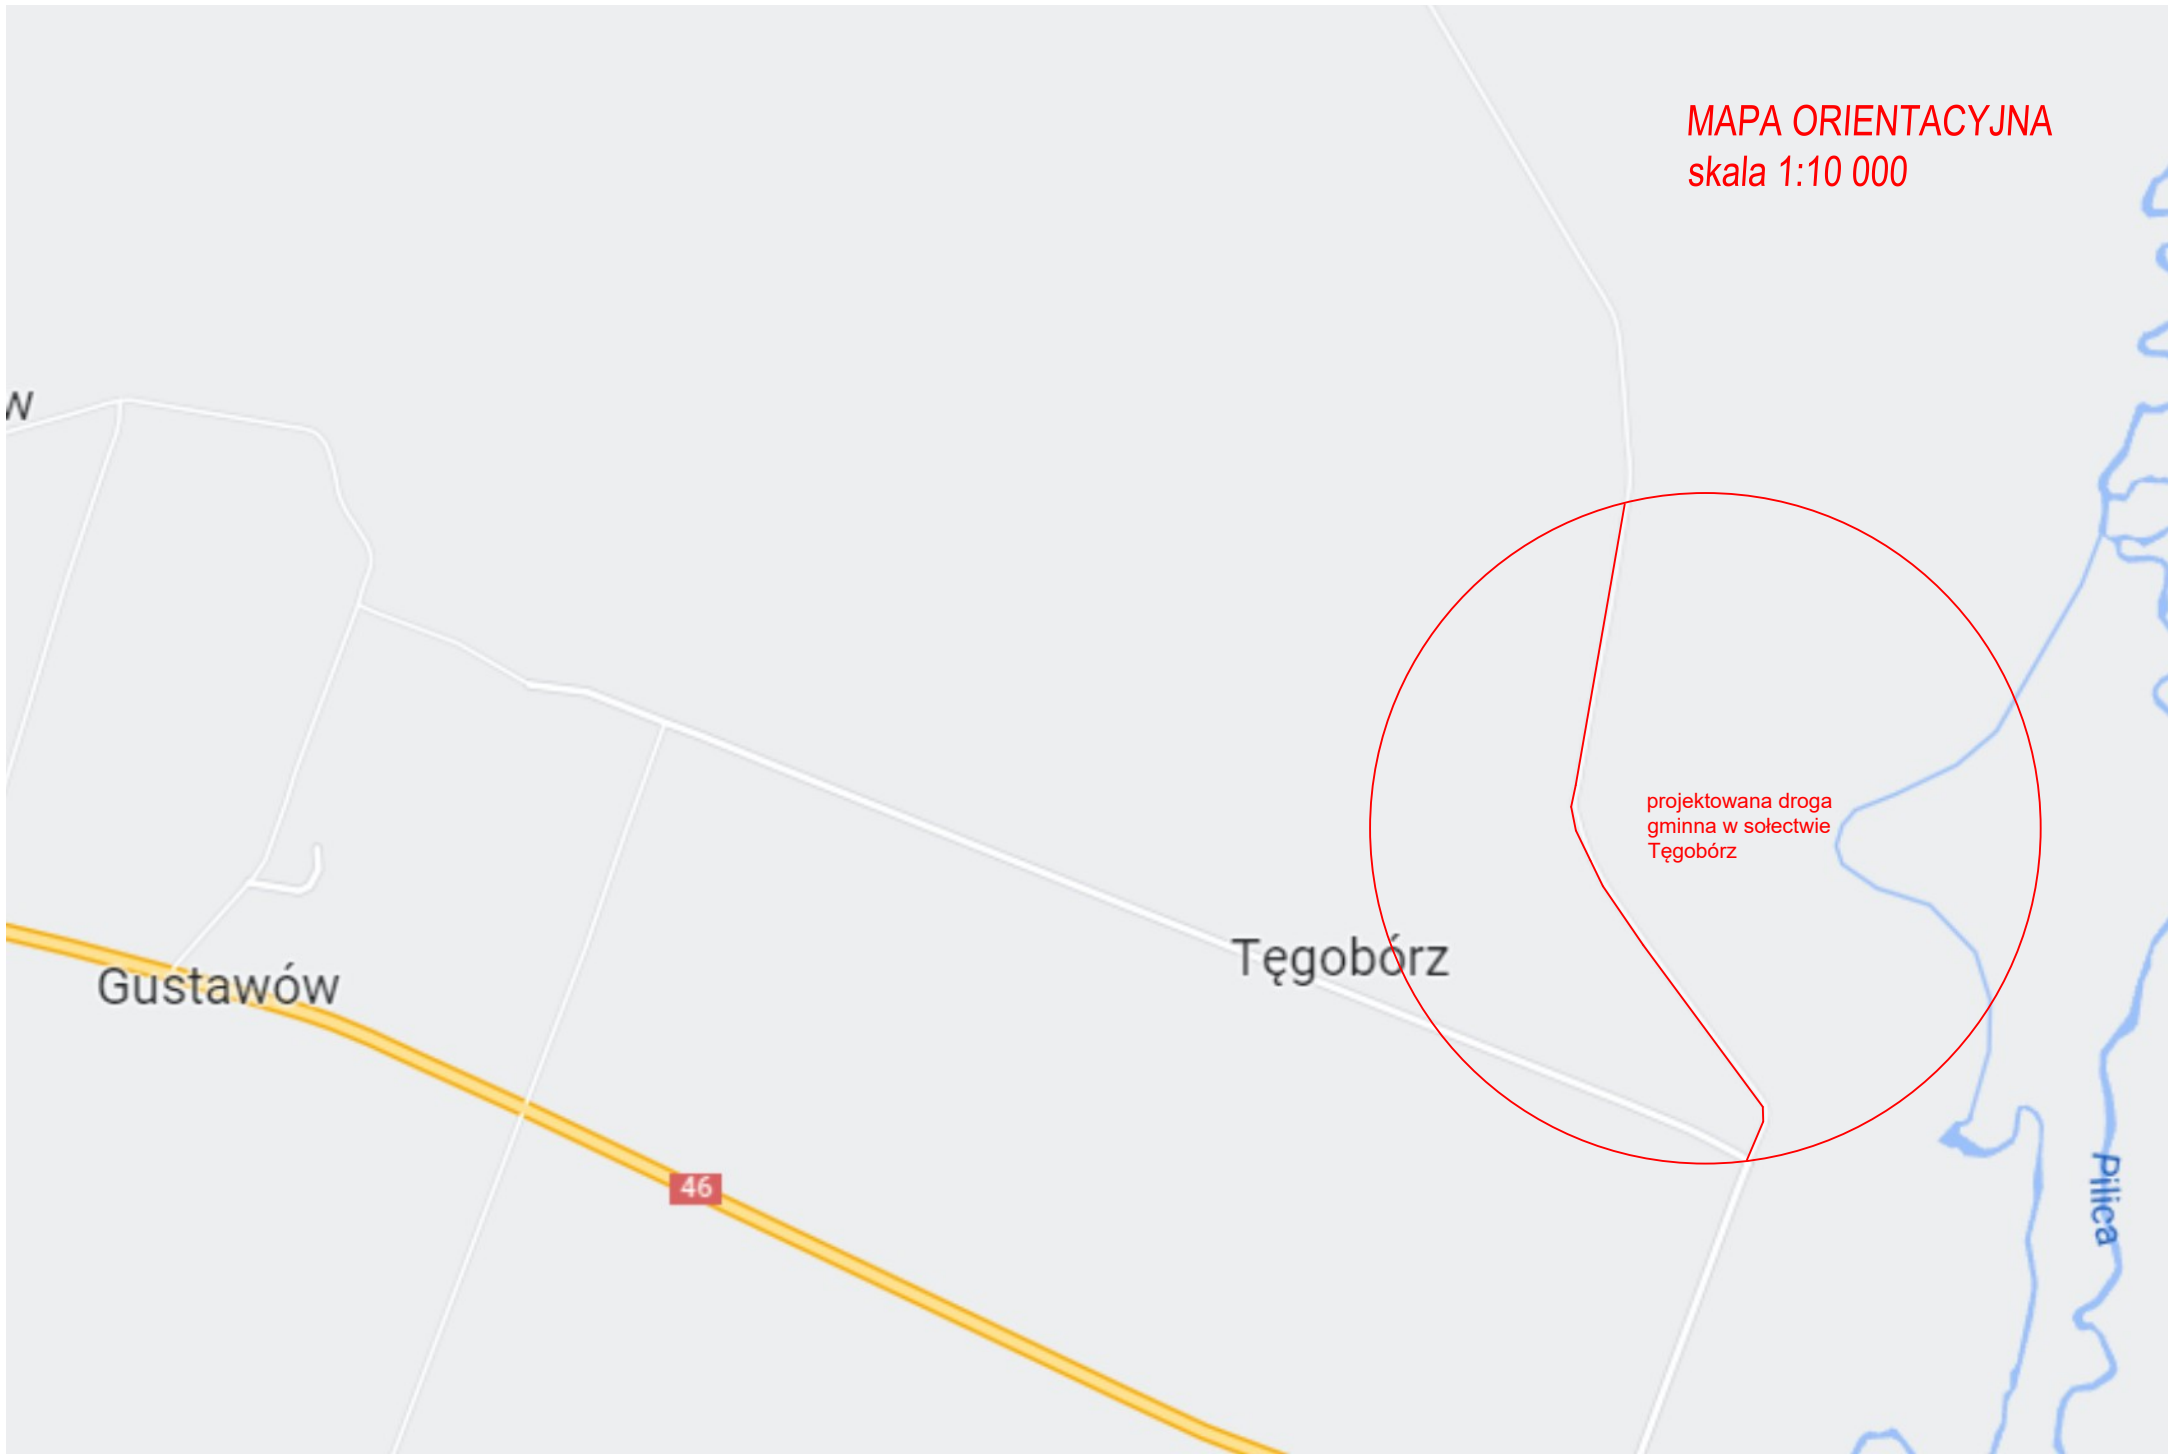 MAPA ORIENTACYJNA
skala 1:10 000
w
projektowana droga
gminna w sołectwie
Tęgobórz
Tęgobórz
Gustawów
46
Pilica